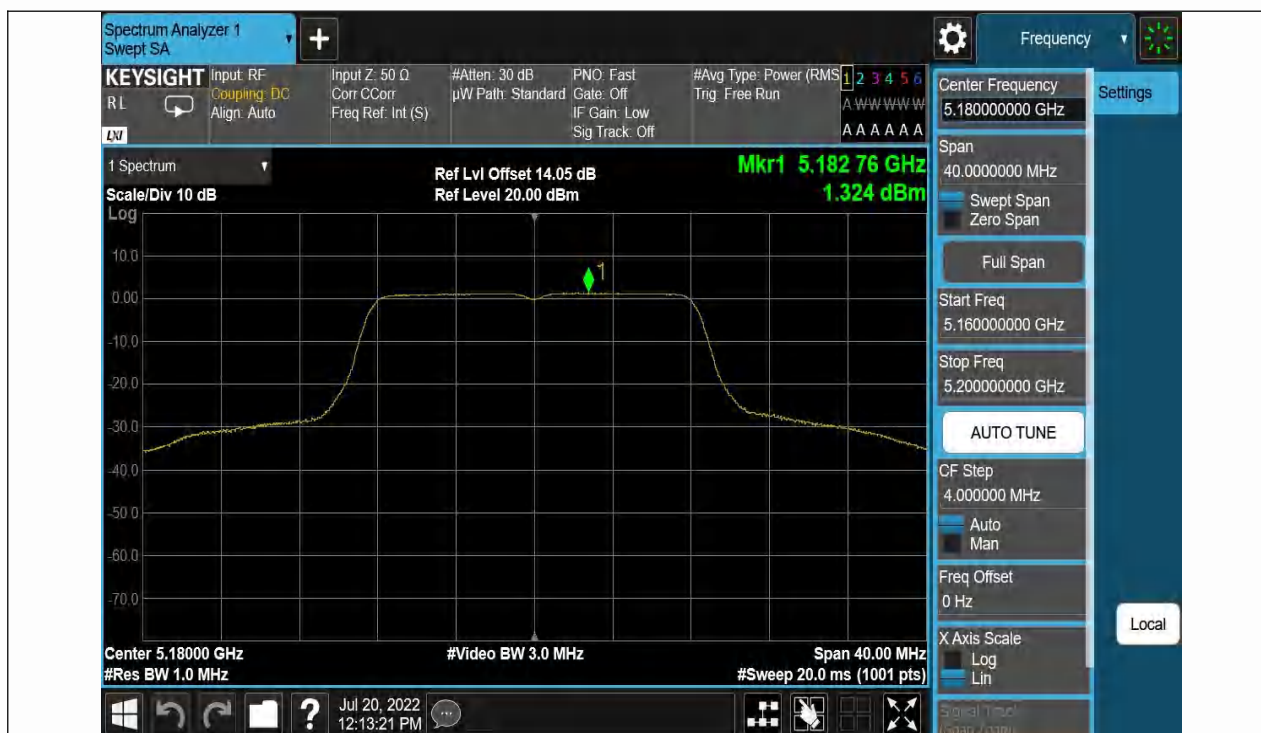 Spectrum Analyzer 1
Swept SA
Frequency
KEYSIGHT
R L
LXI
Input: RF
Coupling: DC
Align: Auto
Input Z: 50 Ω
Corr CCorr
Freq Ref: Int (S)
#Atten: 30 dB
µW Path: Standard
PNO: Fast
Gate: Off
IF Gain: Low
Sig Track: Off
#Avg Type: Power (RMS
Trig: Free Run
1 2 3 4 5 6
A W W W W W
A A A A A A
1 Spectrum
Scale/Div 10 dB
Log
Ref Lvl Offset 14.05 dB
Ref Level 20.00 dBm
Mkr1 5.182 76 GHz
1.324 dBm
1
10.0
0.00
-10.0
-20.0
-30.0
-40.0
-50.0
-60.0
-70.0
Center 5.18000 GHz
#Res BW 1.0 MHz
#Video BW 3.0 MHz
Span 40.00 MHz
#Sweep 20.0 ms (1001 pts)
Jul 20, 2022
12:13:21 PM
?
Center Frequency
5.180000000 GHz
Settings
Span
40.0000000 MHz
Swept Span
Zero Span
Full Span
Start Freq
5.160000000 GHz
Stop Freq
5.200000000 GHz
AUTO TUNE
CF Step
4.000000 MHz
Auto
Man
Freq Offset
0 Hz
X Axis Scale
Log
Lin
Local
Signal Track
(Span Zoom)